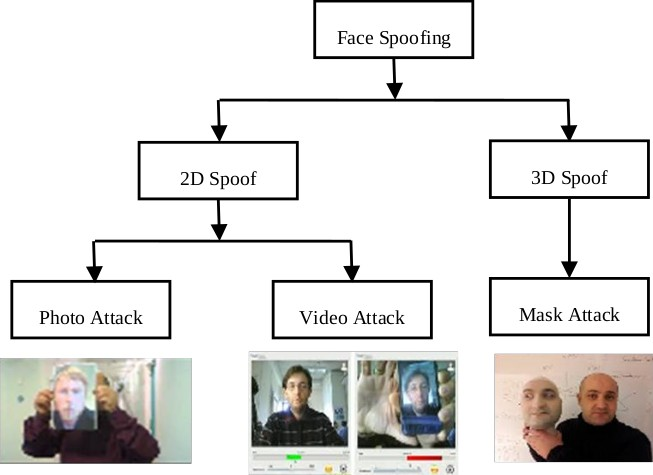 Face Spoofing
2D Spoof
3D Spoof
Photo Attack
Video Attack
Mask Attack